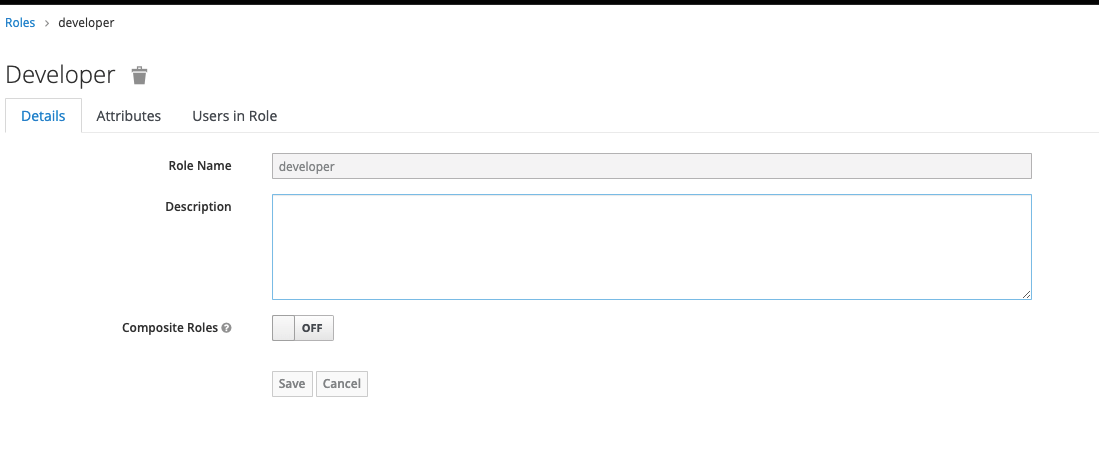 Roles > developer
Developer
Details Attributes Users in Role
Role Name developer
Description
Composite Roles ? OFF
Save Cancel